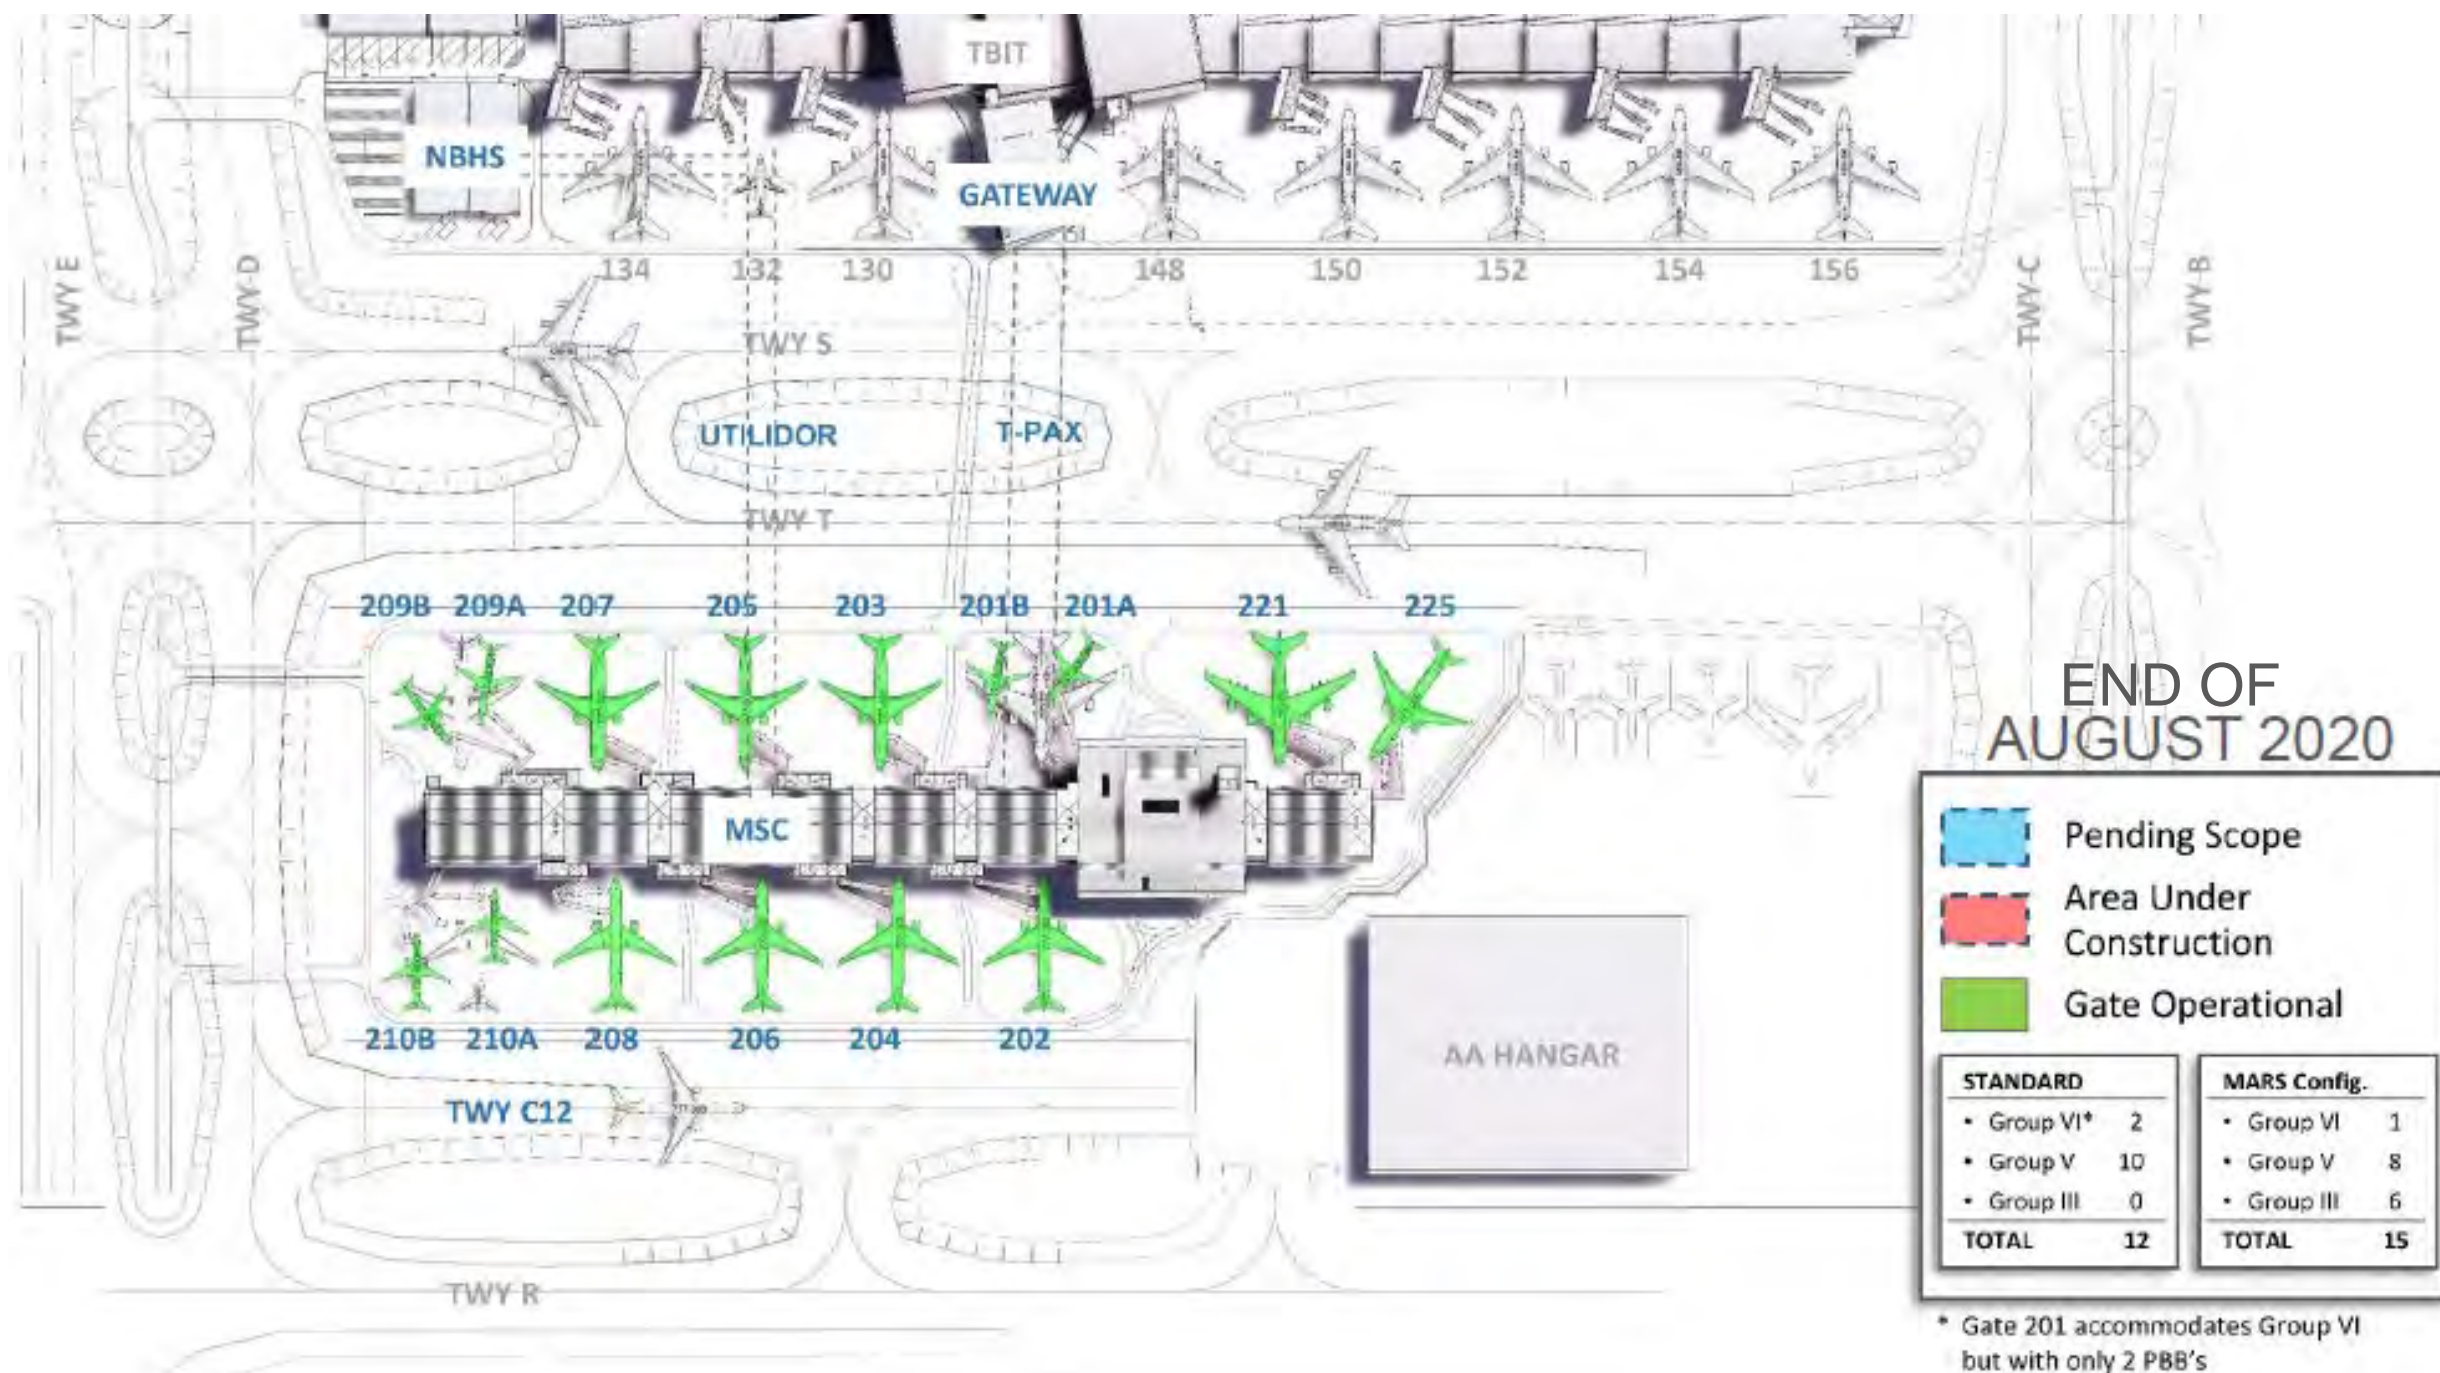 TBIT
NBHS
GATEWAY
134 132 130 148 150 152 154 156
TWY E
TWY D
TWY C
TWY B
TWY S
UTILIDOR T-PAX
TWY T
209B 209A 207 205 203 201B 201A 221 225
MSC
210B 210A 208 206 204 202
TWY C12
AA HANGAR
TWY R
END OF
AUGUST 2020
Pending Scope
Area Under
Construction
Gate Operational
STANDARD
• Group VI* 2
• Group V 10
• Group III 0
TOTAL 12
MARS Config.
• Group VI 1
• Group V 8
• Group III 6
TOTAL 15
* Gate 201 accommodates Group VI
but with only 2 PBB's